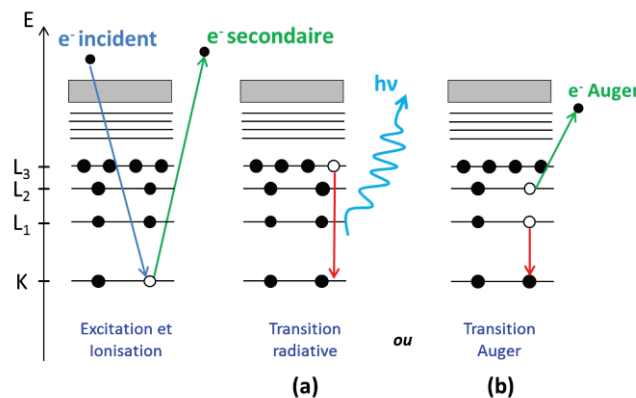 E
e⁻ incident
e⁻ secondaire
hν
e⁻ Auger
L₃
L₂
L₁
K
Excitation et
Ionisation
Transition
radiative
ou
Transition
Auger
(a)
(b)